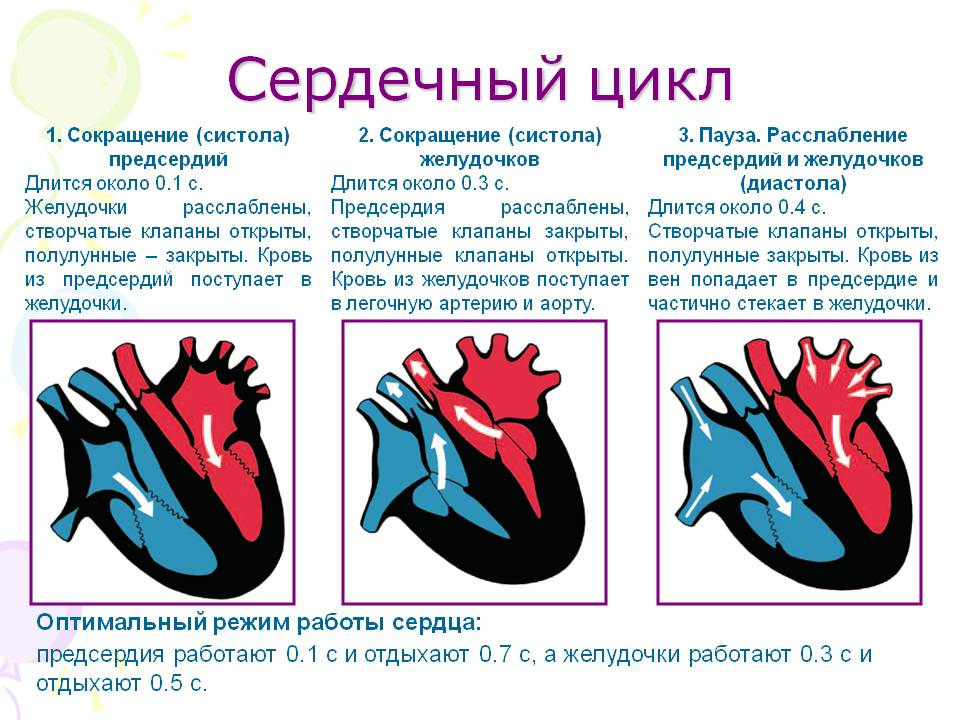 Сердечный цикл
1. Сокращение (систола)
предсердий
Длится около 0.1 с.
Желудочки расслаблены,
створчатые клапаны открыты,
полулунные – закрыты. Кровь
из предсердий поступает в
желудочки.
2. Сокращение (систола)
желудочков
Длится около 0.3 с.
Предсердия расслаблены,
створчатые клапаны закрыты,
полулунные клапаны открыты.
Кровь из желудочков поступает
в легочную артерию и аорту.
3. Пауза. Расслабление
предсердий и желудочков
(диастола)
Длится около 0.4 с.
Створчатые клапаны открыты,
полулунные закрыты. Кровь из
вен попадает в предсердие и
частично стекает в желудочки.
Оптимальный режим работы сердца:
предсердия работают 0.1 с и отдыхают 0.7 с, а желудочки работают 0.3 с и
отдыхают 0.5 с.